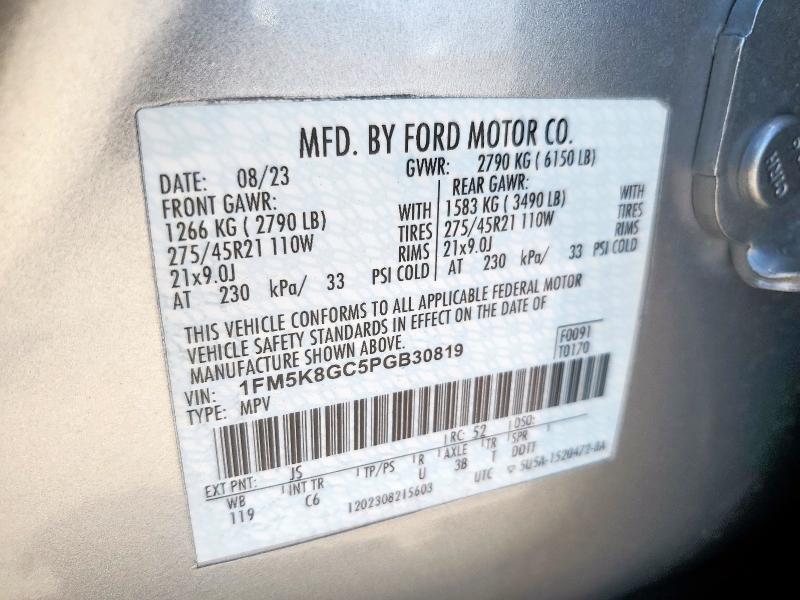 MFD. BY FORD MOTOR CO.
DATE: 08/23 GVWR: 2790 KG ( 6150 LB)
FRONT GAWR: REAR GAWR:
1266 KG ( 2790 LB) WITH 1583 KG ( 3490 LB) WITH
275/45R21 110W TIRES 275/45R21 110W TIRES
21x9.0J RIMS 21x9.0J RIMS
AT 230 kPa/ 33 PSI COLD AT 230 kPa/ 33 PSI COLD
THIS VEHICLE CONFORMS TO ALL APPLICABLE FEDERAL MOTOR
VEHICLE SAFETY STANDARDS IN EFFECT ON THE DATE OF
MANUFACTURE SHOWN ABOVE.
F0091
T0170
VIN: 1FM5K8GC5PGB30819
TYPE: MPV
EXT PNT: JS RC: 52 DSO:
WB INT TR TP/PS R AXLE TR SPR
119 C6 U 3B T DDTT
1202308215603 UTC 5U5A-1520472-BA